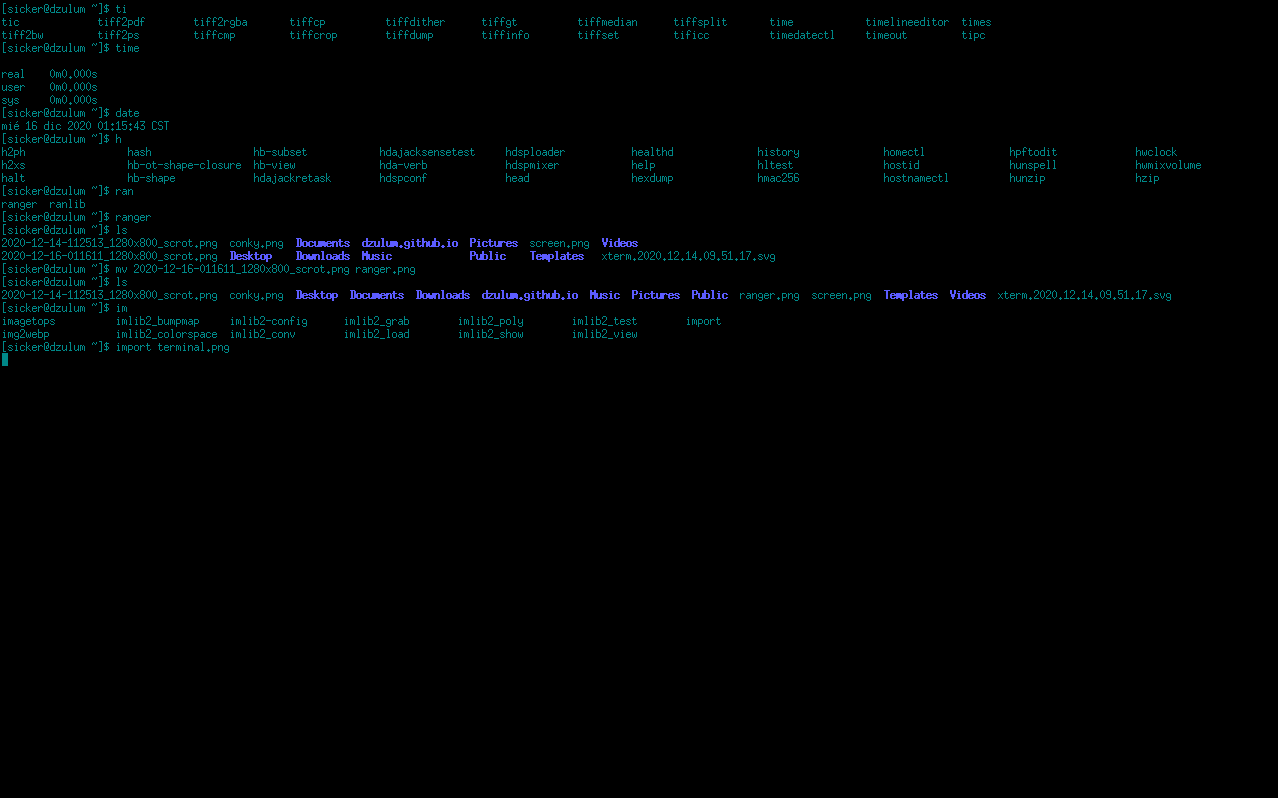 [sicker@dzulum ~]$ ti
tic             tiff2pdf        tiff2rgba       tiffcp          tiffdither      tiffgt          tiffmedian      tiffsplit       time            timelineeditor  times
tiff2bw         tiff2ps         tiffcmp         tiffcrop        tiffdump        tiffinfo        tiffset         tificc          timedatectl     timeout         tipc
[sicker@dzulum ~]$ time

real    0m0,000s
user    0m0,000s
sys     0m0,000s
[sicker@dzulum ~]$ date
mié 16 dic 2020 01:15:43 CST
[sicker@dzulum ~]$ h
h2ph                 hash                 hb-subset            hdajacksensetest     hdsploader           healthd              history              homectl              hpftodit             hwclock
h2xs                 hb-ot-shape-closure  hb-view              hda-verb             hdspmixer            help                 hltest               hostid               hunspell             hwmixvolume
halt                 hb-shape             hdajackretask        hdspconf             head                 hexdump              hmac256              hostnamectl          hunzip               hzip
[sicker@dzulum ~]$ ran
ranger  ranlib
[sicker@dzulum ~]$ ranger
[sicker@dzulum ~]$ ls
2020-12-14-112513_1280x800_scrot.png  conky.png  Documents  dzulum.github.io  Pictures  screen.png  Videos
2020-12-16-011611_1280x800_scrot.png  Desktop    Downloads  Music             Public    Templates   xterm.2020.12.14.09.51.17.svg
[sicker@dzulum ~]$ mv 2020-12-16-011611_1280x800_scrot.png ranger.png
[sicker@dzulum ~]$ ls
2020-12-14-112513_1280x800_scrot.png  conky.png  Desktop  Documents  Downloads  dzulum.github.io  Music  Pictures  Public  ranger.png  screen.png  Templates  Videos  xterm.2020.12.14.09.51.17.svg
[sicker@dzulum ~]$ im
imagetops          imlib2_bumpmap     imlib2-config      imlib2_grab        imlib2_poly        imlib2_test        import
img2webp           imlib2_colorspace  imlib2_conv        imlib2_load        imlib2_show        imlib2_view
[sicker@dzulum ~]$ import terminal.png